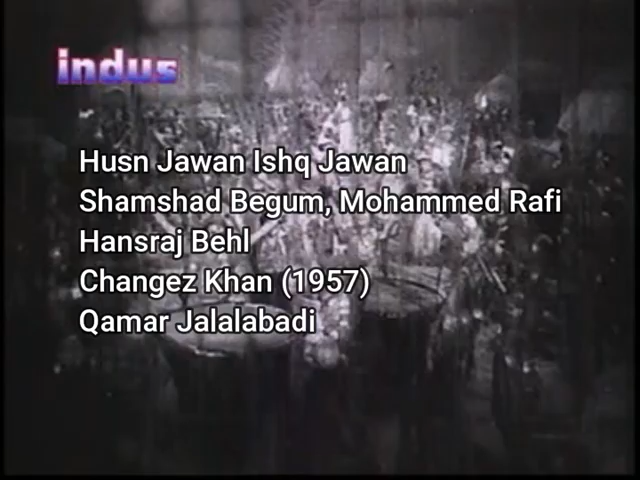 indus
Husn Jawan Ishq Jawan
Shamshad Begum, Mohammed Rafi
Hansraj Behl
Changez Khan (1957)
Qamar Jalalabadi